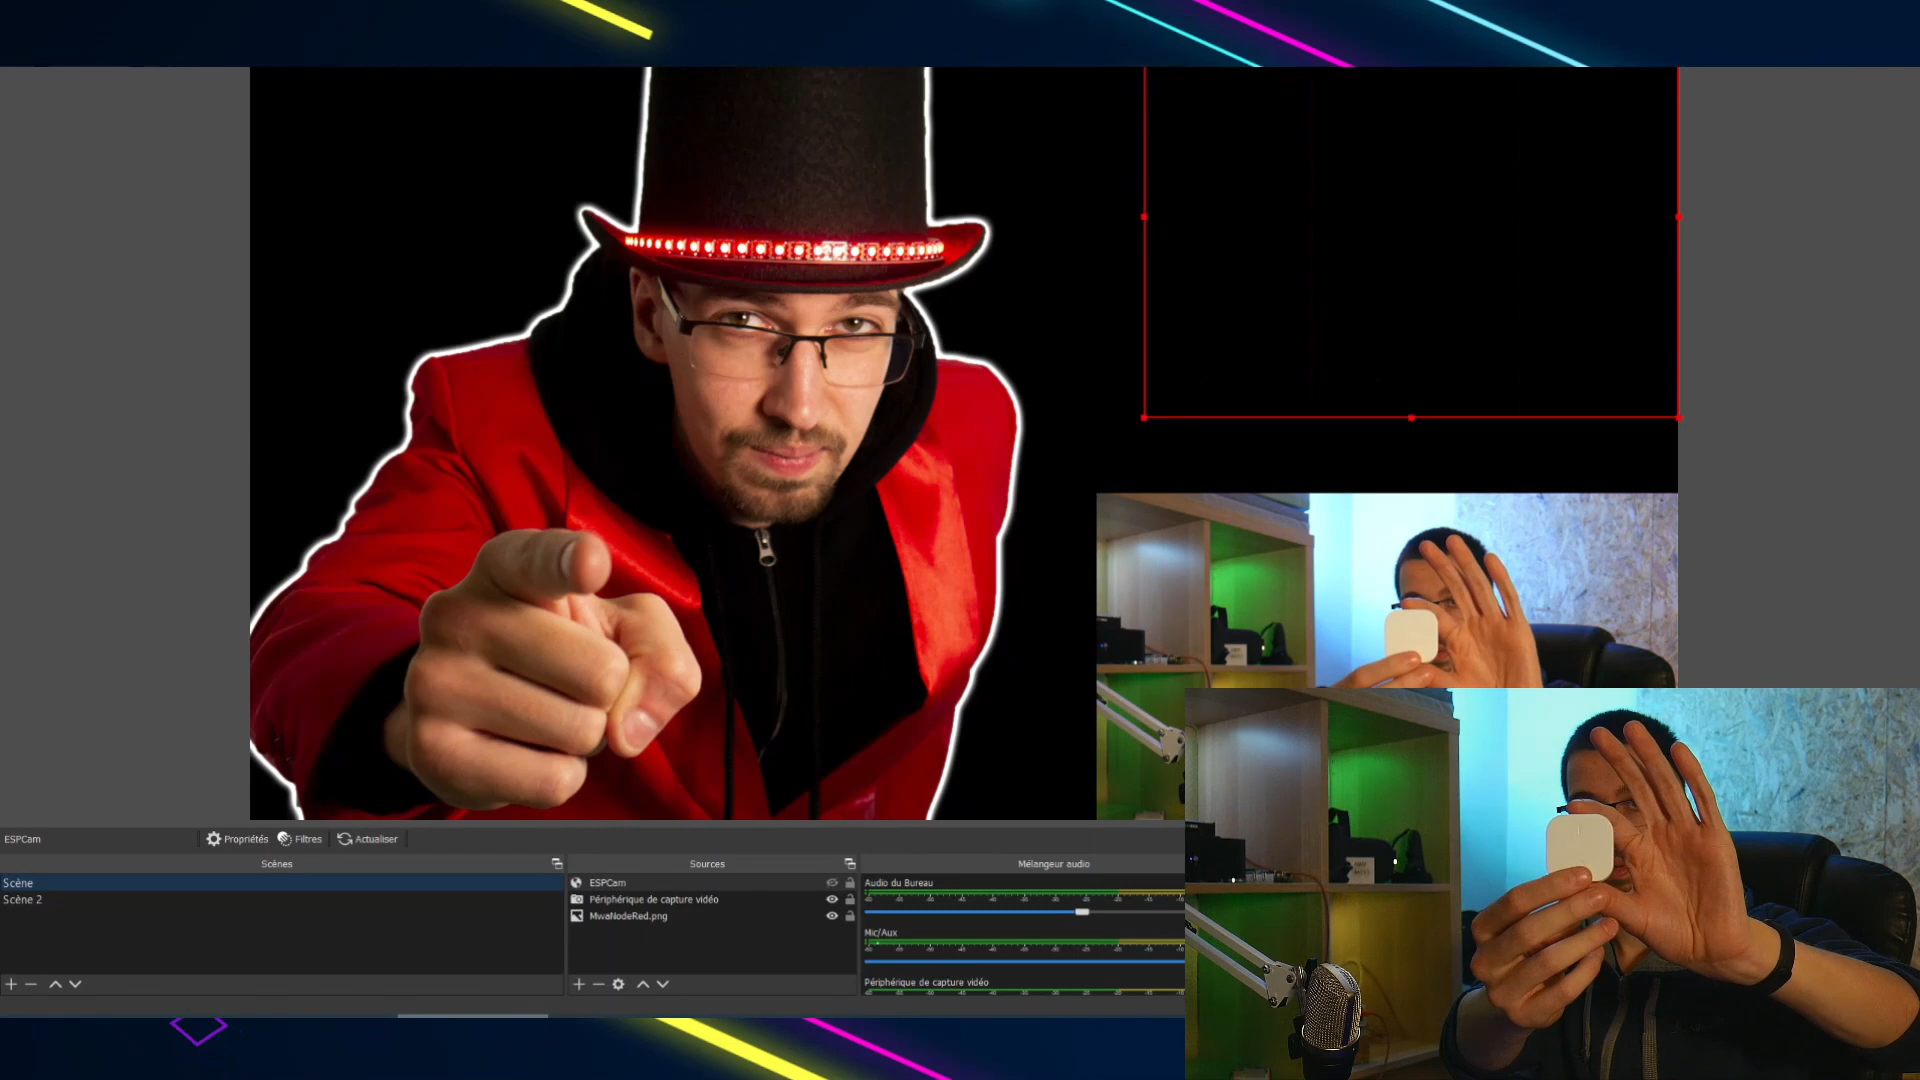 ESPCam
Propriétés
Filtres
Actualiser
Scènes
Sources
Mélangeur audio
Scène
Scène 2
ESPCam
Périphérique de capture vidéo
MwaNodeRed.png
Audio du Bureau
Mic/Aux
Périphérique de capture vidéo